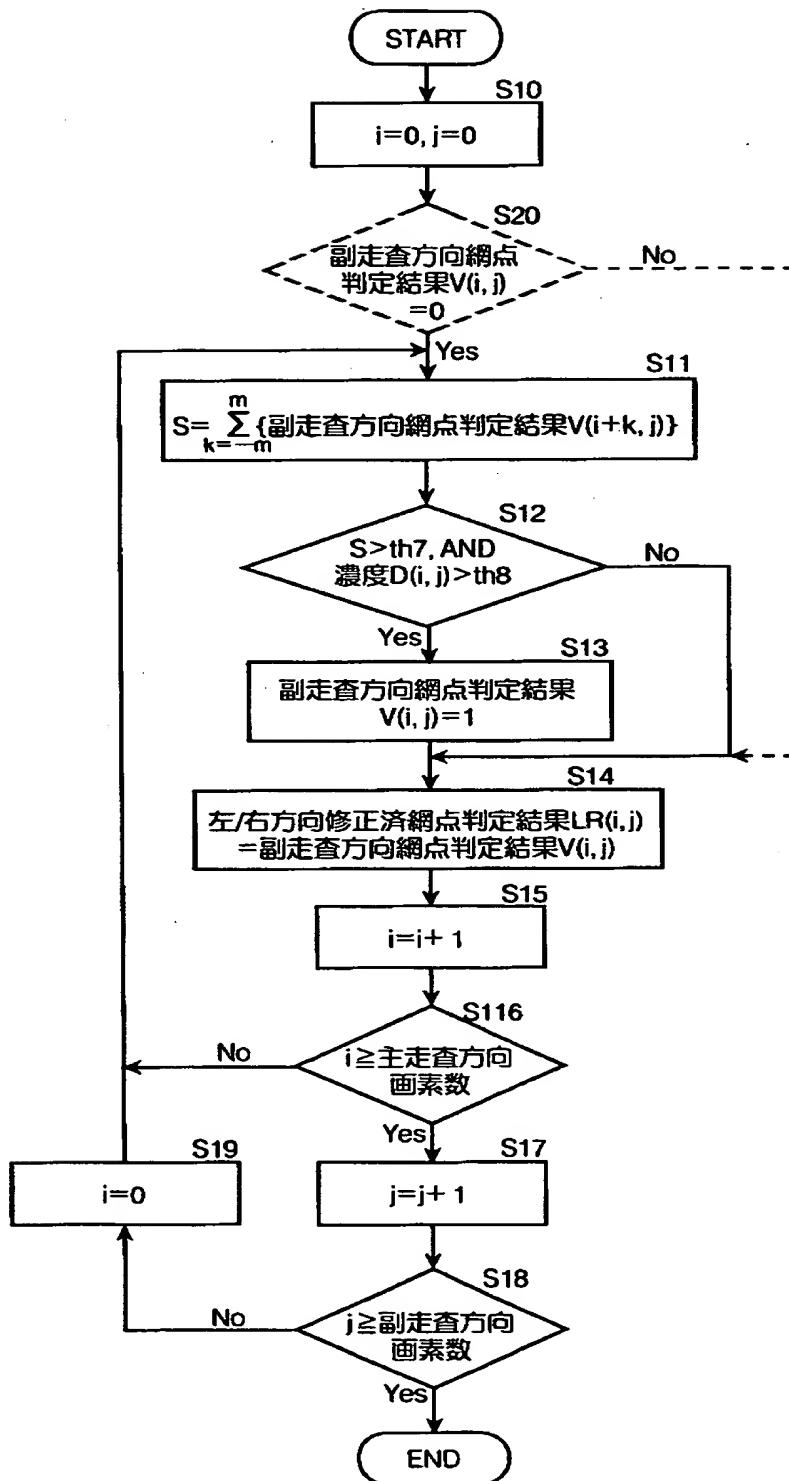 START
S10
i=0, j=0
S20
副走査方向網点
判定結果V(i, j)
=0
No
Yes
S11
m
S=Σ{副走査方向網点判定結果V(i+k, j)}
k=-m
S12
S>th7, AND
濃度D(i, j)>th8
No
Yes
S13
副走査方向網点判定結果
V(i, j)=1
S14
左/右方向修正済網点判定結果LR(i,j)
=副走査方向網点判定結果V(i, j)
S15
i=i+1
S116
i≧主走査方向
画素数
No
Yes
S17
j=j+1
S19
i=0
S18
j≧副走査方向
画素数
No
Yes
END